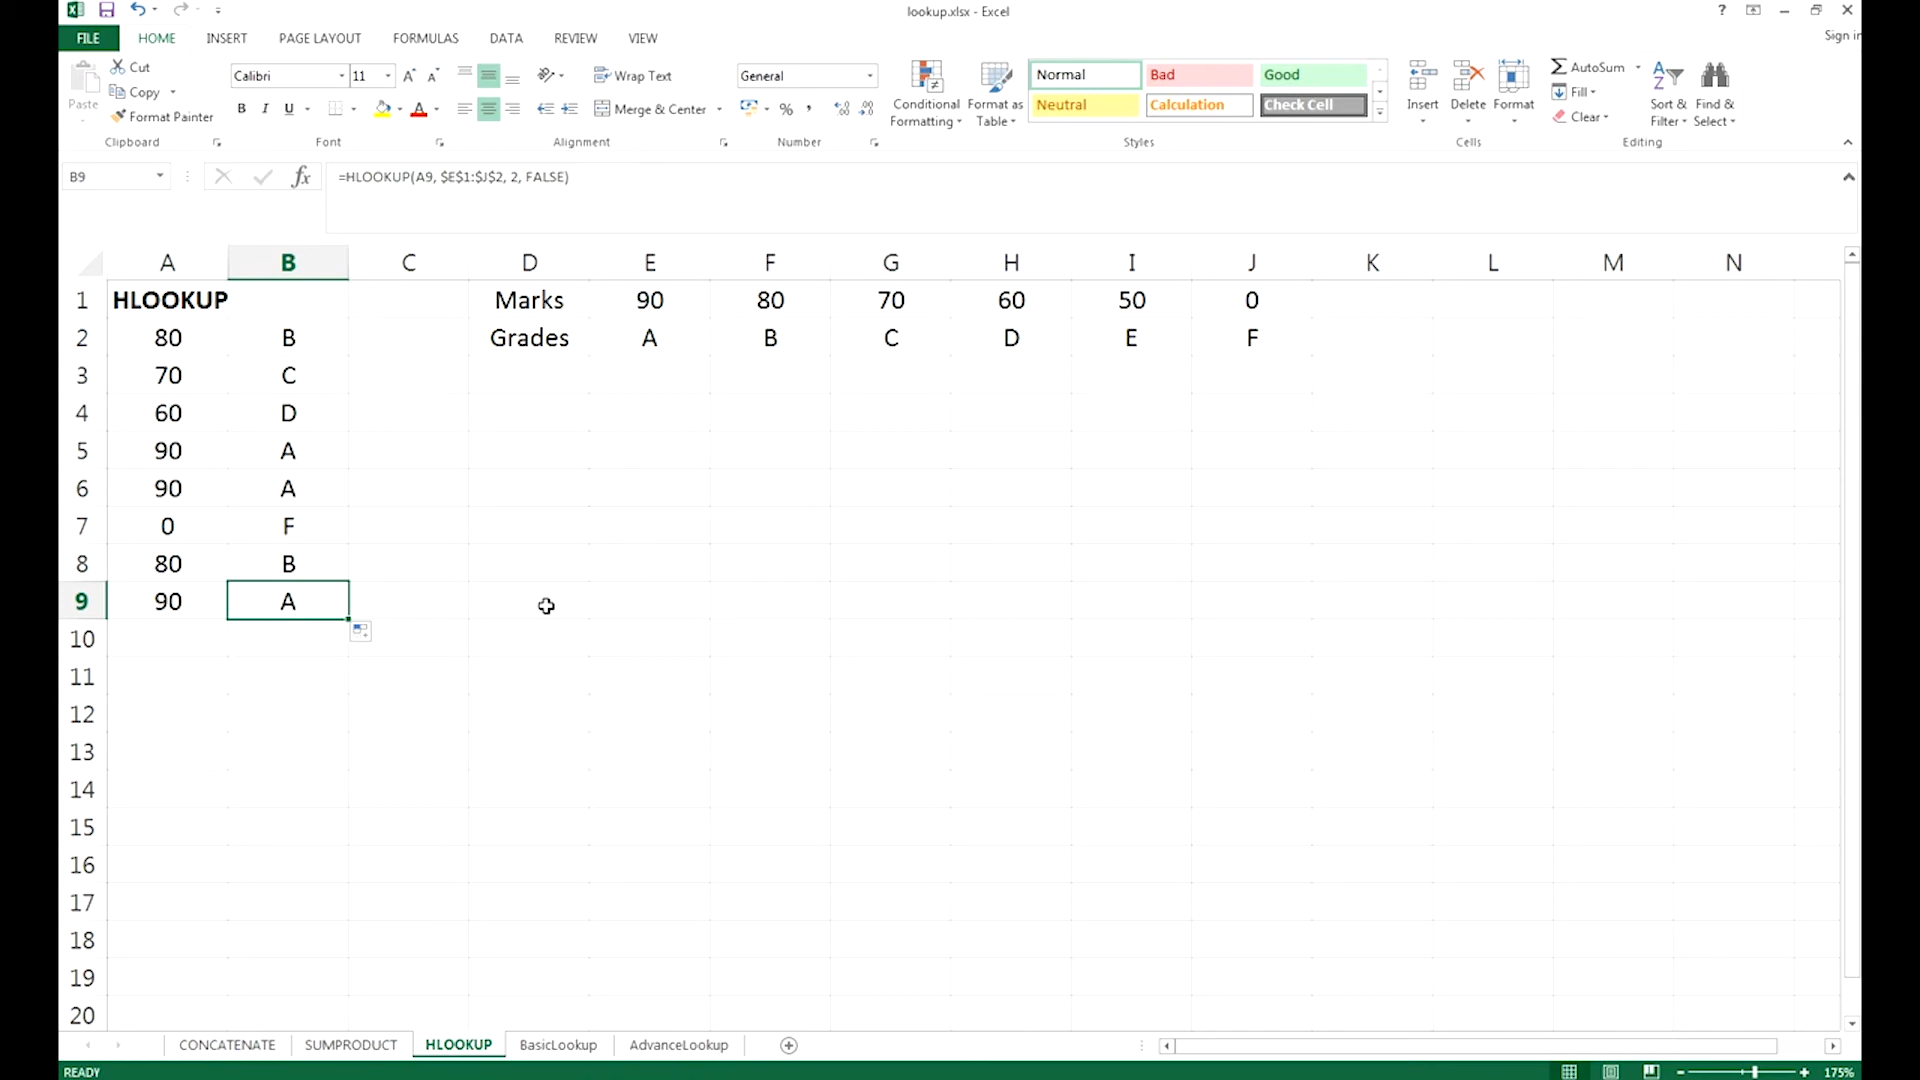 lookup.xlsx - Excel
?
Sign in
FILE HOME INSERT PAGE LAYOUT FORMULAS DATA REVIEW VIEW
Paste
Cut
Copy
Format Painter
Clipboard
Calibri 11
B I U
Font
Wrap Text
Merge & Center
Alignment
General
%
Number
Conditional Formatting
Format as Table
Normal Bad Good
Neutral Calculation Check Cell
Styles
Insert Delete Format
Cells
AutoSum
Fill
Clear
Sort & Filter
Find & Select
Editing
B9 fx =HLOOKUP(A9, $E$1:$J$2, 2, FALSE)
A B C D E F G H I J K L M N
1 HLOOKUP Marks 90 80 70 60 50 0
2 80 B Grades A B C D E F
3 70 C
4 60 D
5 90 A
6 90 A
7 0 F
8 80 B
9 90 A
10
11
12
13
14
15
16
17
18
19
20
CONCATENATE SUMPRODUCT HLOOKUP BasicLookup AdvanceLookup
READY 175%